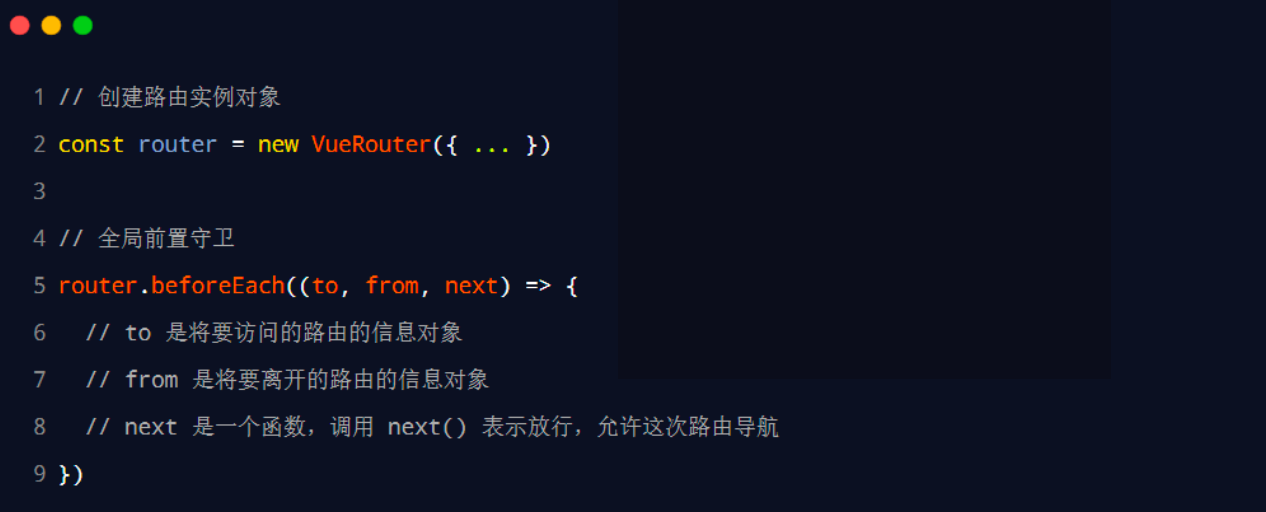 1 // 创建路由实例对象
2 const router = new VueRouter({ ... })
3
4 // 全局前置守卫
5 router.beforeEach((to, from, next) => {
6   // to 是将要访问的路由的信息对象
7   // from 是将要离开的路由的信息对象
8   // next 是一个函数，调用 next() 表示放行，允许这次路由导航
9 })